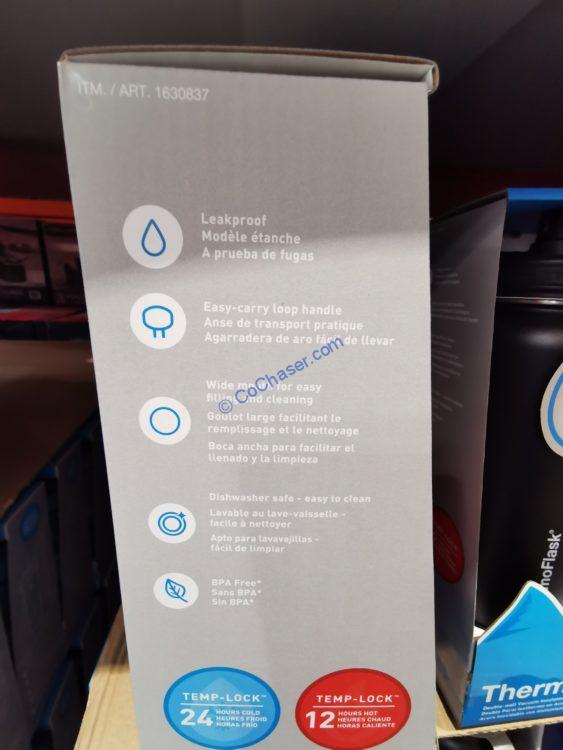 ITM. / ART. 1630837
Leakproof
Modèle étanche
A prueba de fugas
Easy-carry loop handle
Anse de transport pratique
Agarradera de aro fácil de llevar
© CoChaser.com
Wide mouth for easy
filling and cleaning
Goulot large facilitant le
remplissage et le nettoyage
Boca ancha para facilitar el
llenado y la limpieza
Dishwasher safe - easy to clean
Lavable au lave-vaisselle -
facile à nettoyer
Apto para lavavajillas -
fácil de limpiar
BPA Free*
Sans BPA*
Sin BPA*
TEMP-LOCK™
24 HOURS COLD
HEURES FROID
HORAS FRÍO
TEMP-LOCK™
12 HOURS HOT
HEURES CHAUD
HORAS CALIENTE
moFlask®
Therm